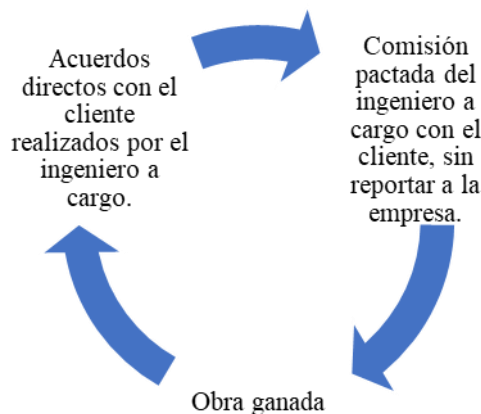 Acuerdos
directos con el
cliente
realizados por el
ingeniero a
cargo.
Comisión
pactada del
ingeniero a
cargo con el
cliente, sin
reportar a la
empresa.
Obra ganada